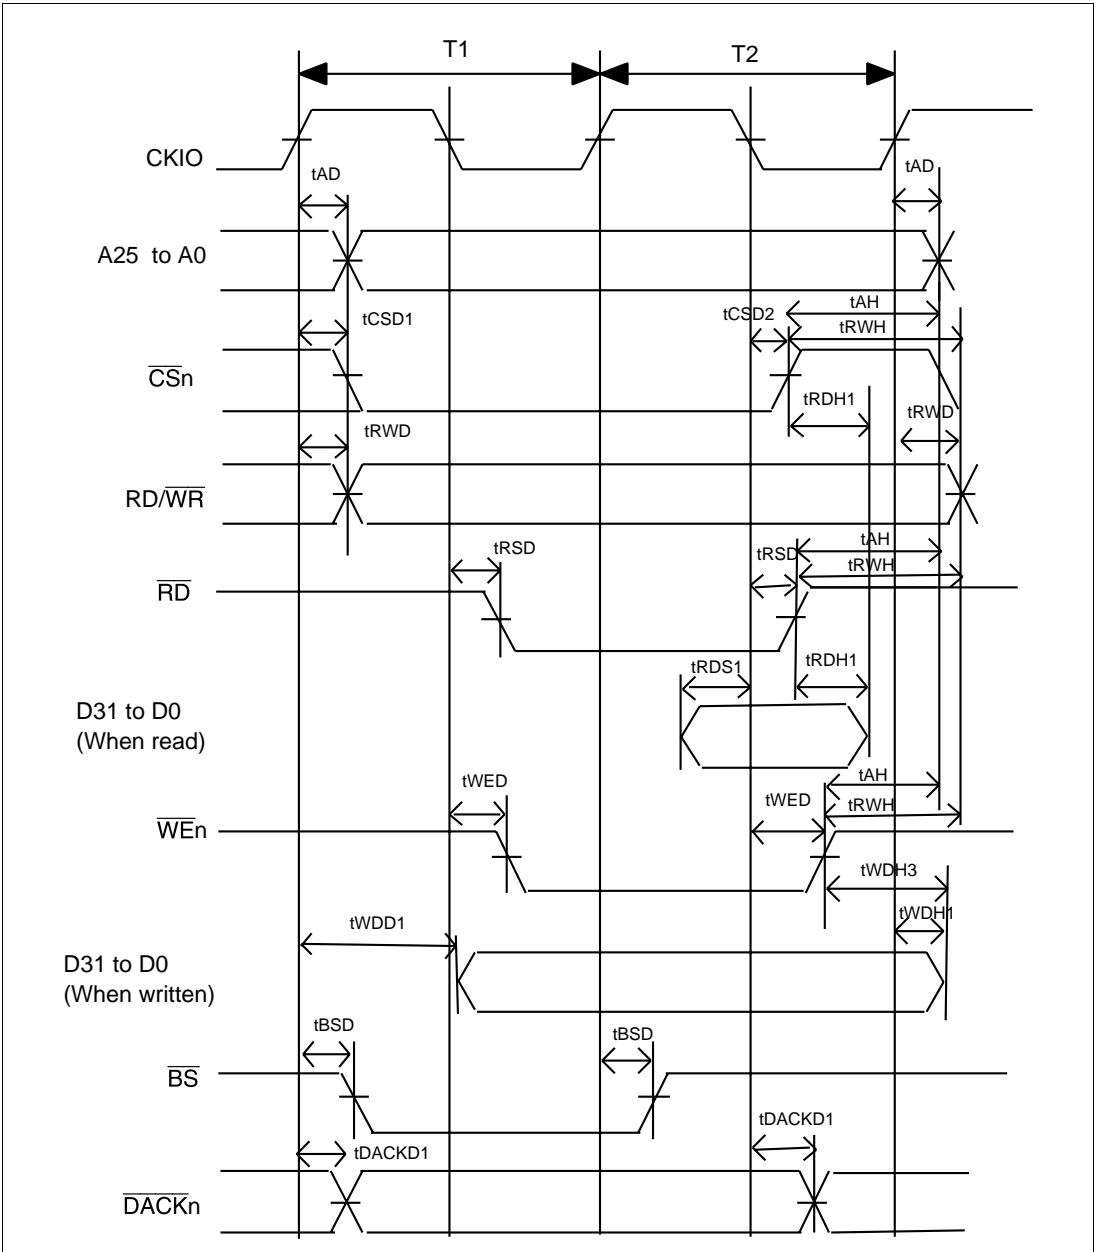 T1
T2
CKIO
tAD
tAD
A25 to A0
tCSD1
tCSD2
tAH
tRWH
CSn
tRDH1
tRWD
tRWD
RD/WR
tRSD
tRSD
tAH
tRWH
RD
tRDS1
tRDH1
D31 to D0
(When read)
tWED
tWED
tAH
tRWH
WEn
tWDH3
tWDD1
tWDH1
D31 to D0
(When written)
tBSD
tBSD
BS
tDACKD1
tDACKD1
DACKn